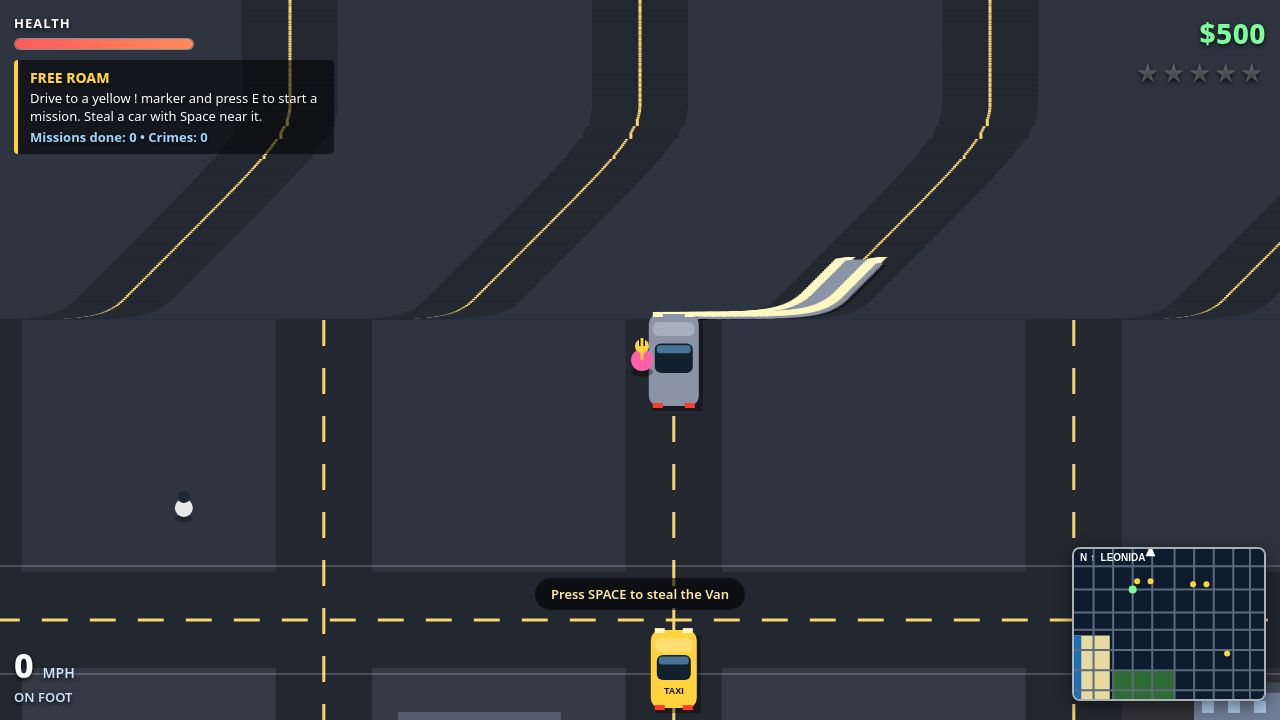 HEALTH
$500
FREE ROAM
Drive to a yellow ! marker and press E to start a
mission. Steal a car with Space near it.
Missions done: 0 • Crimes: 0
N ↑ LEONIDA
Press SPACE to steal the Van
0 MPH
ON FOOT
TAXI